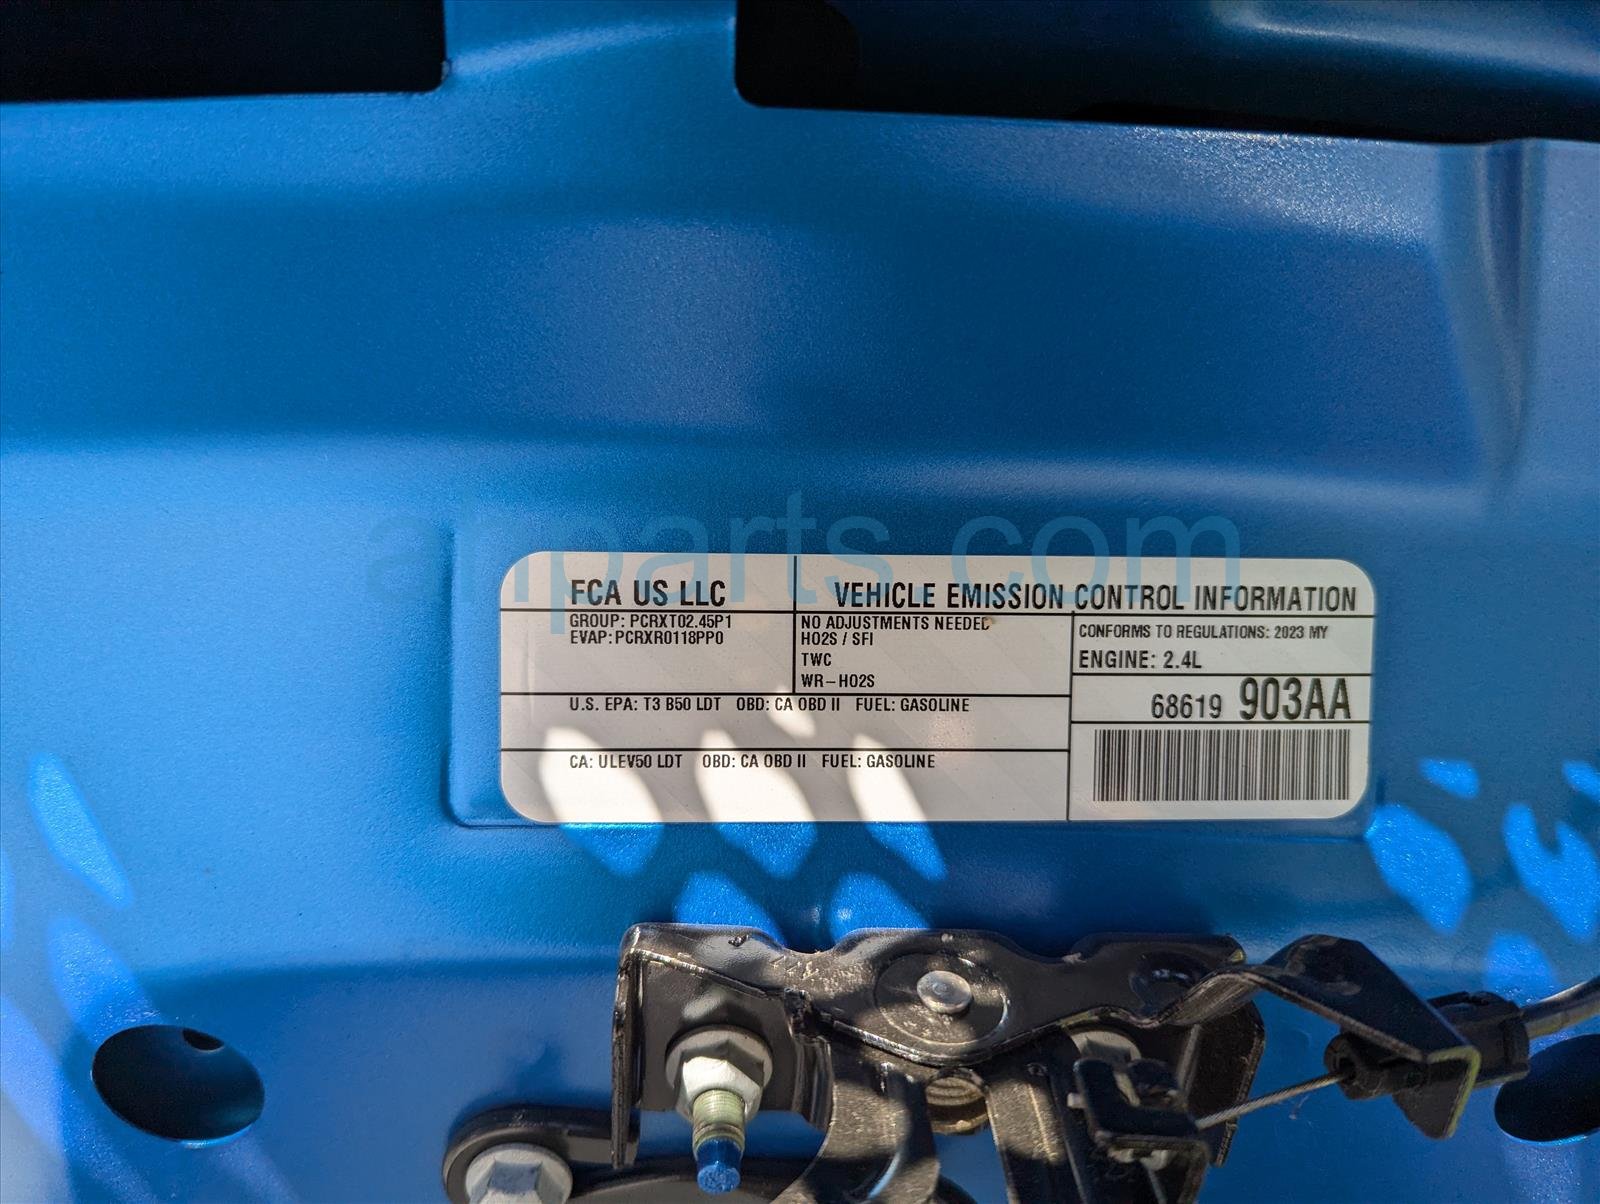 ahparts.com
FCA US LLC
VEHICLE EMISSION CONTROL INFORMATION
GROUP: PCRXT02.45P1
EVAP: PCRXR0118PP0
NO ADJUSTMENTS NEEDED
HO2S / SFI
TWC
WR-HO2S
CONFORMS TO REGULATIONS: 2023 MY
ENGINE: 2.4L
68619 903AA
U.S. EPA: T3 B50 LDT OBD: CA OBD II FUEL: GASOLINE
CA: ULEV50 LDT OBD: CA OBD II FUEL: GASOLINE